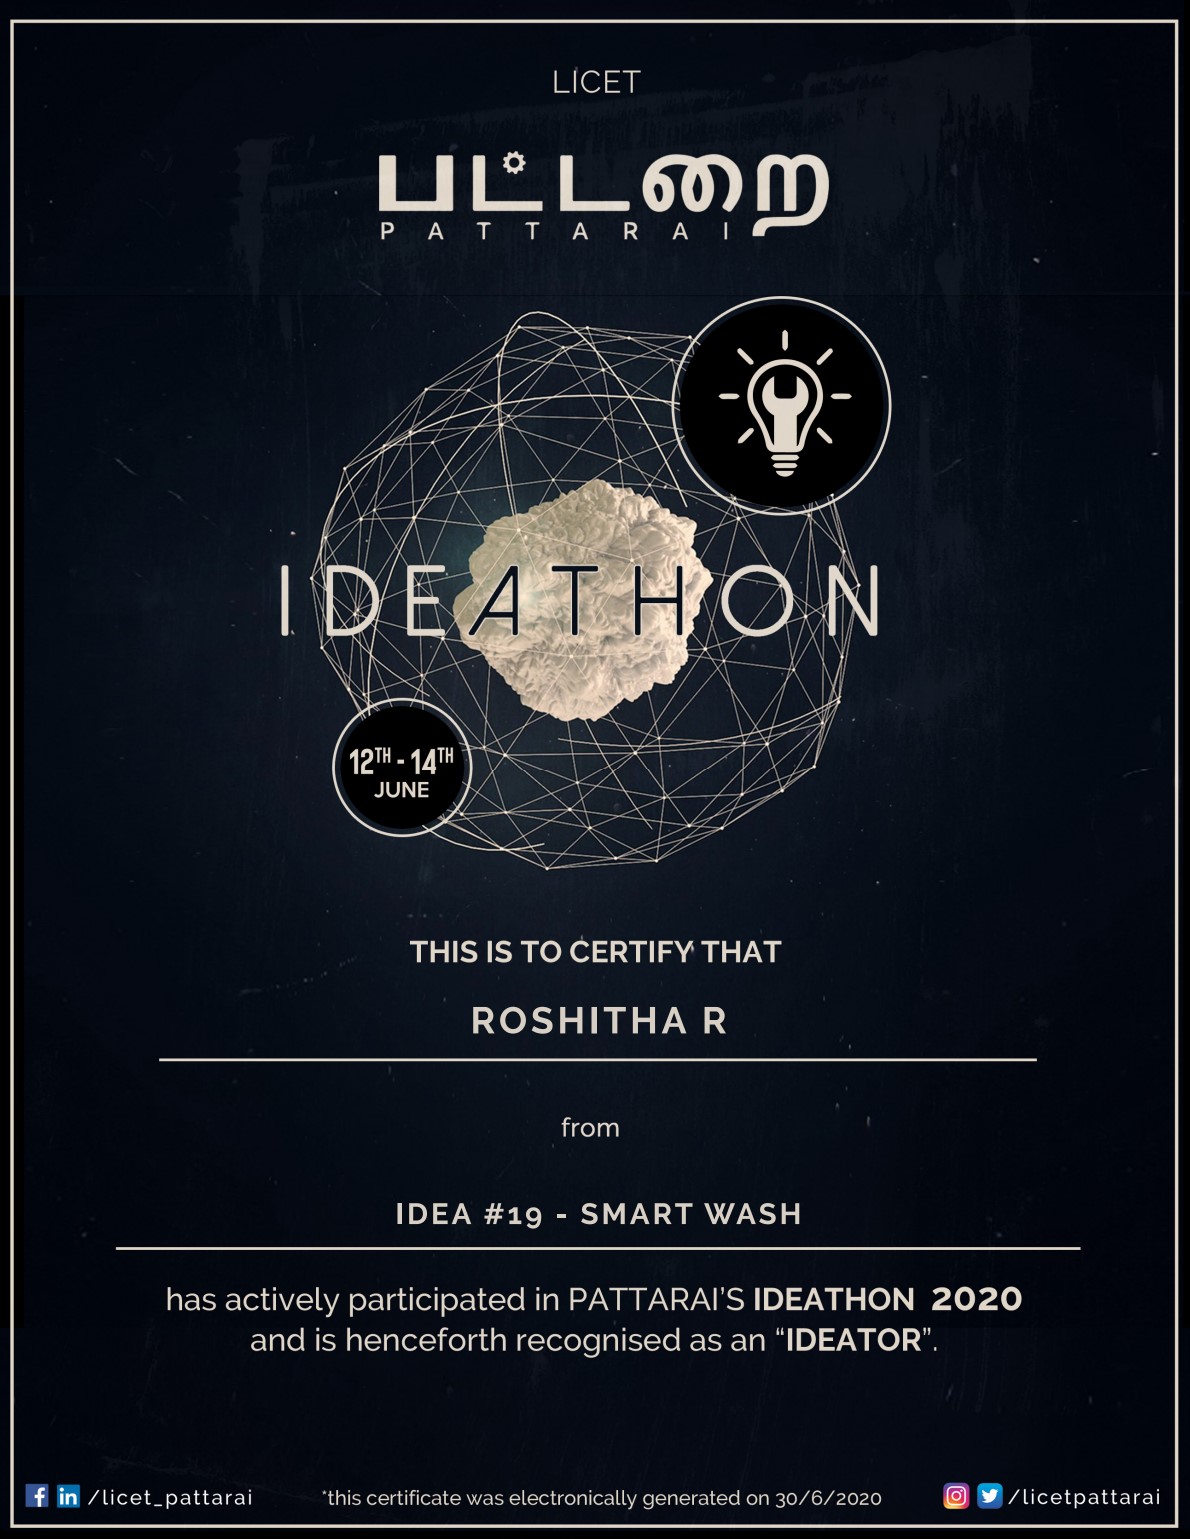 LICET
பட்டறை
PATTARAI
IDEATHON
12TH - 14TH
JUNE
THIS IS TO CERTIFY THAT
ROSHITHA R
from
IDEA #19 - SMART WASH
has actively participated in PATTARAI’S IDEATHON 2020
and is henceforth recognised as an “IDEATOR”.
/licet_pattarai
*this certificate was electronically generated on 30/6/2020
/licetpattarai